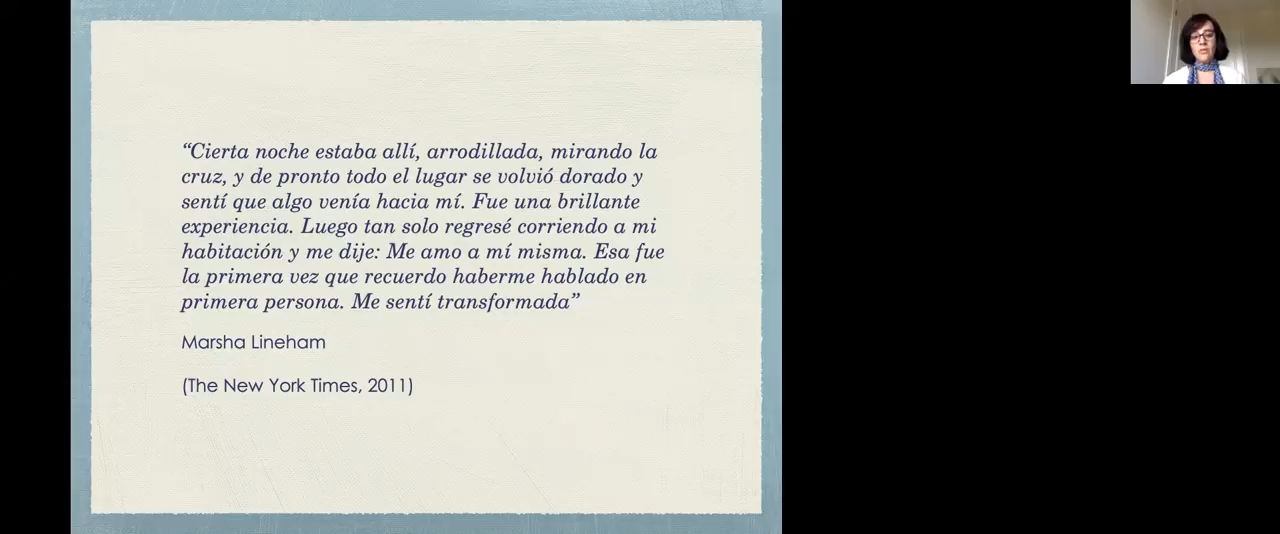 “Cierta noche estaba allí, arrodillada, mirando la
cruz, y de pronto todo el lugar se volvió dorado y
sentí que algo venía hacia mí. Fue una brillante
experiencia. Luego tan solo regresé corriendo a mi
habitación y me dije: Me amo a mí misma. Esa fue
la primera vez que recuerdo haberme hablado en
primera persona. Me sentí transformada”
Marsha Lineham
(The New York Times, 2011)